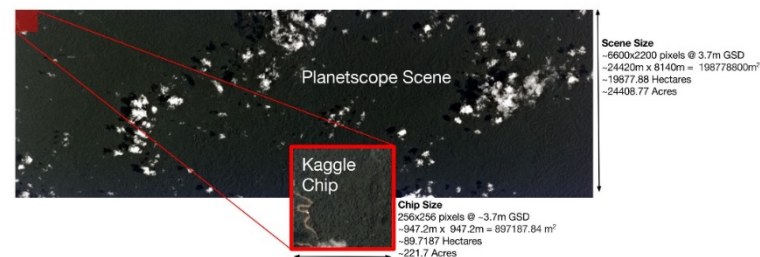 Scene Size
~6600x2200 pixels @ 3.7m GSD
~24420m x 8140m = 198778800m²
~19877.88 Hectares
~24408.77 Acres
Planetscope Scene
Kaggle
Chip
Chip Size
256x256 pixels @ ~3.7m GSD
~947.2m x 947.2m = 897187.84 m²
~89.7187 Hectares
~221.7 Acres